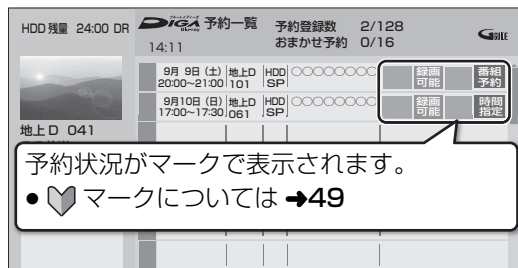 HDD 残量 24:00 DR
DIGA 予約一覧 予約登録数 2/128
Blu-ray
14:11 おまかせ予約 0/16
9月 9日(土) 地上D HDD ○○○○○○○○ 録画可能 番組予約
20:00~21:00 101 SP
9月10日(日) 地上D HDD ○○○○○○○○ 録画可能 時間指定
17:00~17:30 061 SP
地上D 041
予約状況がマークで表示されます。
● マークについては ➔49